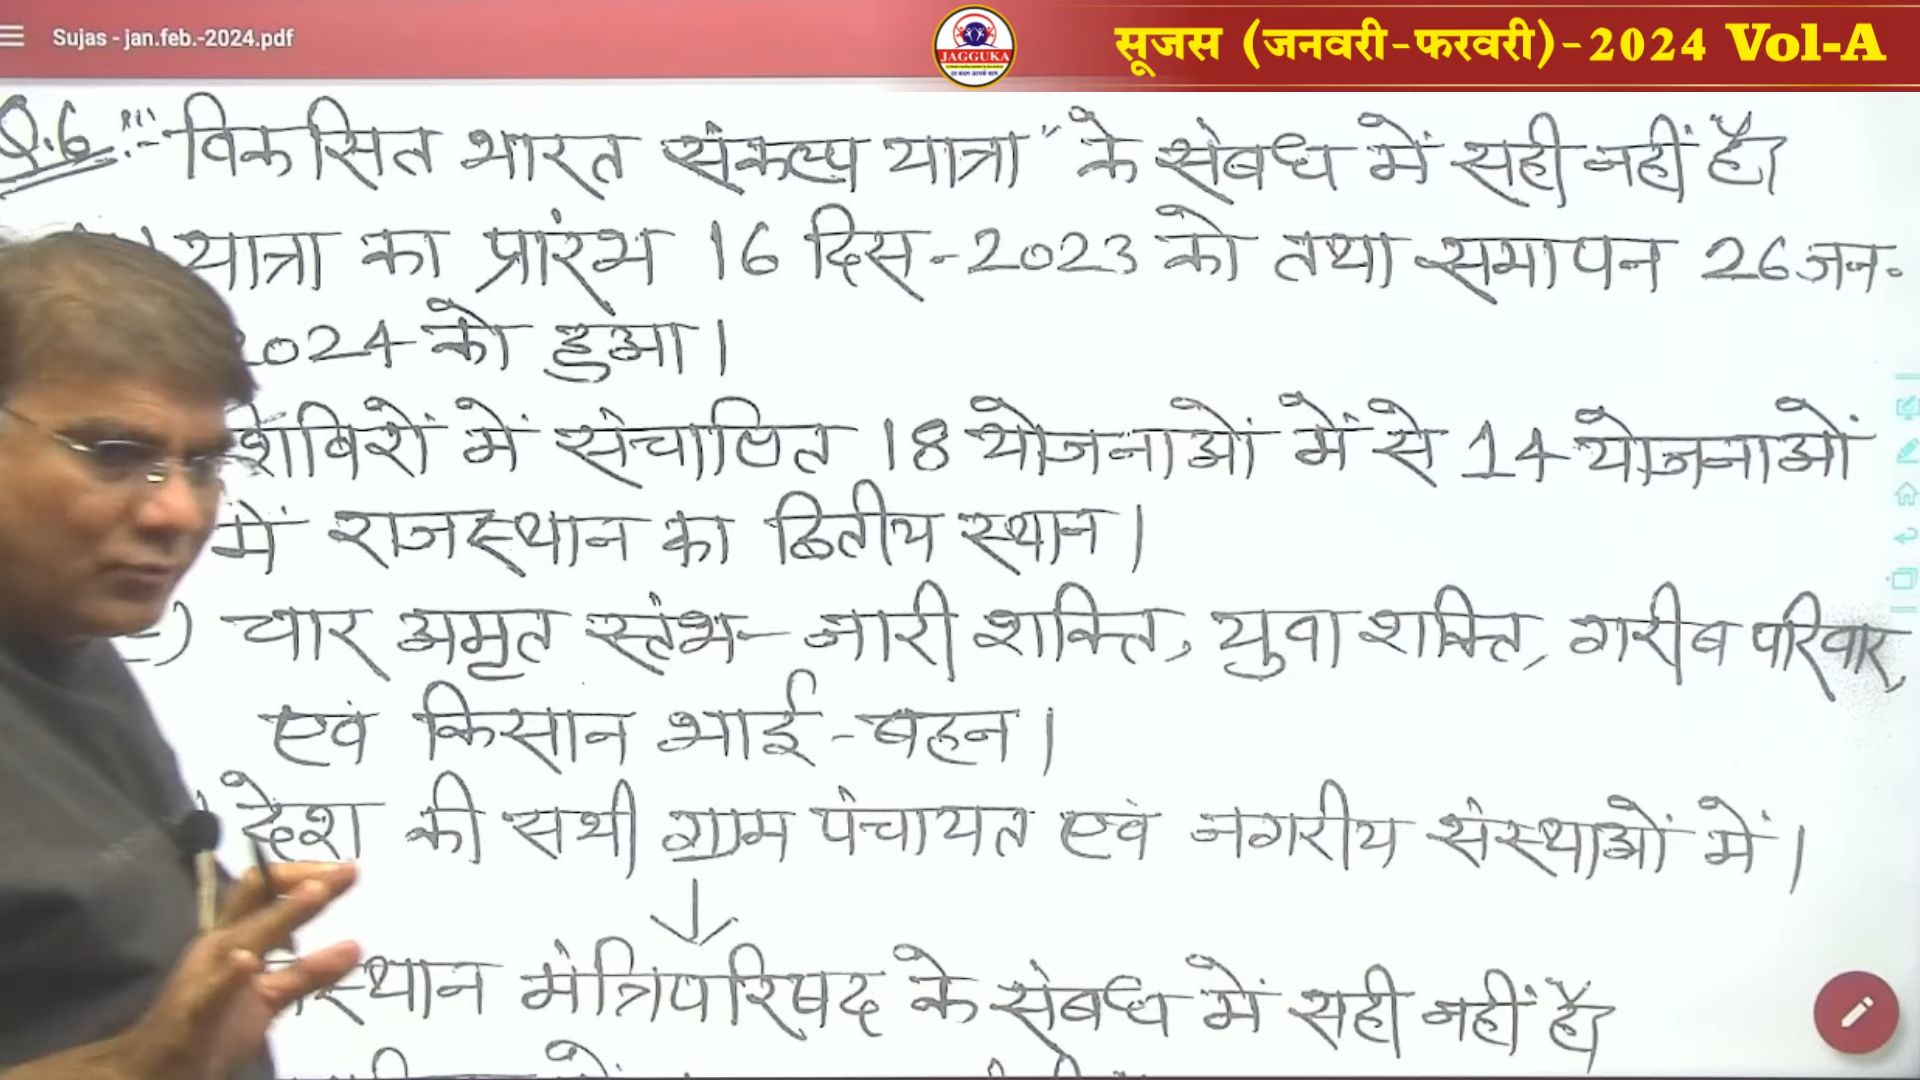 Sujas - jan.feb.-2024.pdf
JAGGUKA
सूजस (जनवरी-फरवरी)-2024 Vol-A
Q.6 "विकसित भारत संकल्प यात्रा" के संबंध में सही नहीं है।
यात्रा का प्रारंभ 16 दिस-2023 को तथा समापन 26 जन.
2024 को हुआ।
शिविरों में संचालित 18 योजनाओं में से 14 योजनाओं
में राजस्थान का द्वितीय स्थान।
चार अमृत स्तंभ - नारी शक्ति, युवा शक्ति, गरीब परिवार
एवं किसान भाई-बहन।
देश की सभी ग्राम पंचायत एवं नगरीय संस्थाओं में।
स्थान मंत्रिपरिषद के संबंध में सही नहीं है।